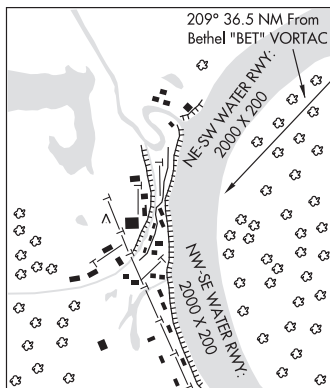 209° 36.5 NM From
Bethel "BET" VORTAC
NE-SW WATER RWY:
2000 X 200
NW-SE WATER RWY:
2000 X 200